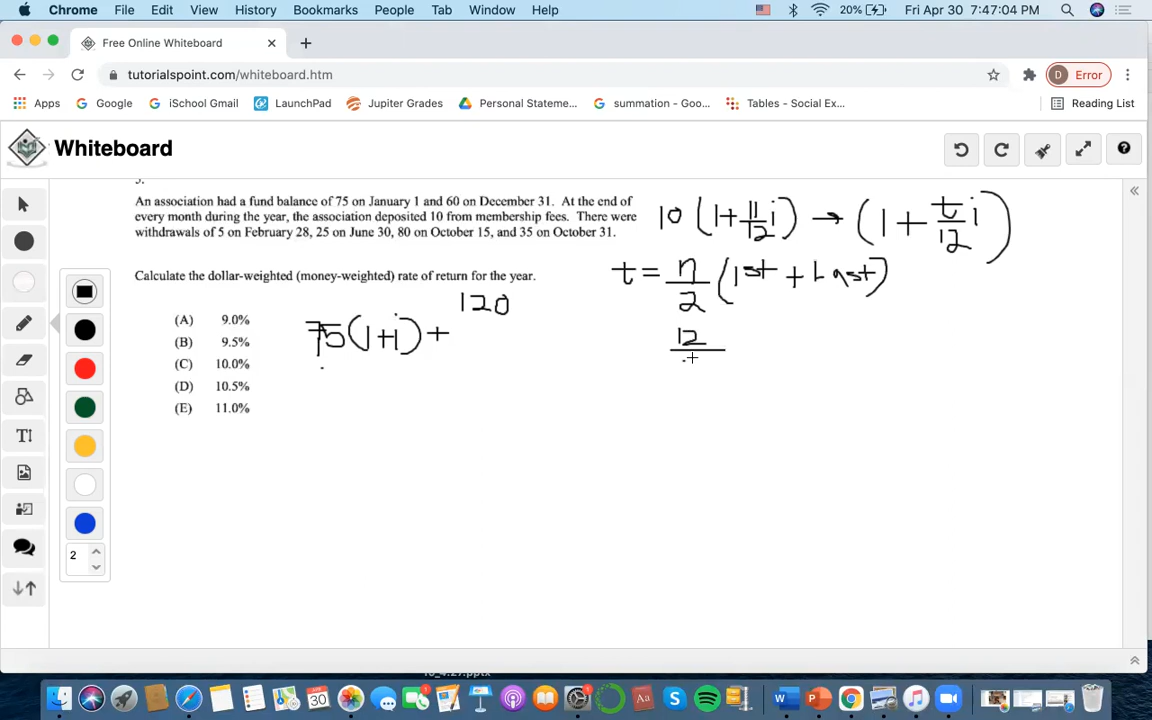 Chrome File Edit View History Bookmarks People Tab Window Help 20% Fri Apr 30 7:47:04 PM
Free Online Whiteboard
tutorialspoint.com/whiteboard.htm D Error
Apps Google iSchool Gmail LaunchPad Jupiter Grades Personal Stateme... summation - Goo... Tables - Social Ex... Reading List
Whiteboard
An association had a fund balance of 75 on January 1 and 60 on December 31. At the end of
every month during the year, the association deposited 10 from membership fees. There were
withdrawals of 5 on February 28, 25 on June 30, 80 on October 15, and 35 on October 31.
Calculate the dollar-weighted (money-weighted) rate of return for the year.
(A) 9.0%
(B) 9.5%
(C) 10.0%
(D) 10.5%
(E) 11.0%
75(1+i) + 120
10(1+11/12 i) → (1+t/12 i)
t = n/2 (1st + Last)
12
T
2
10_4.27.pptx